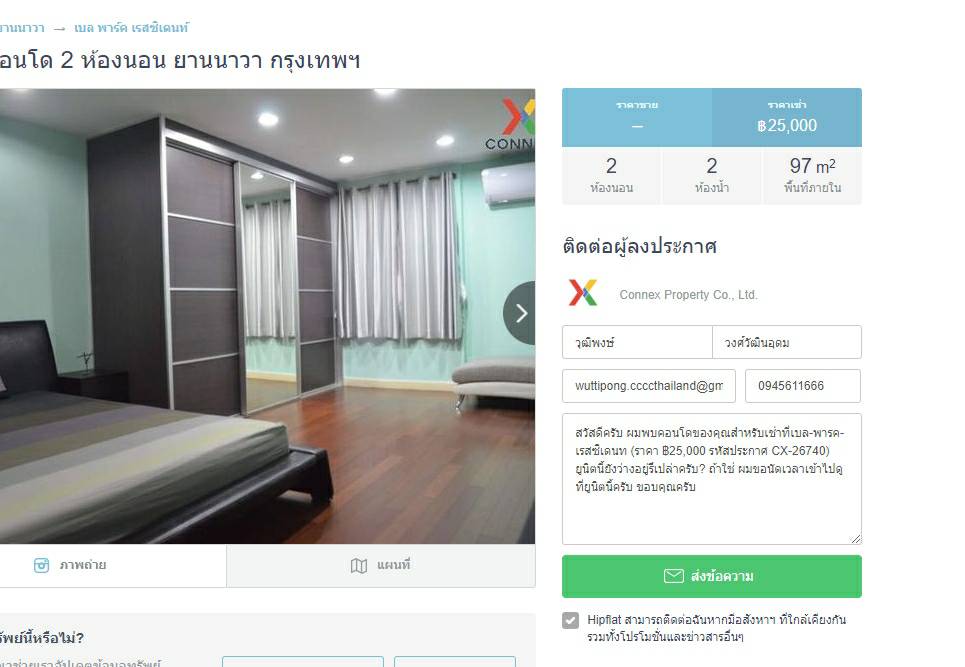 ยานนาวา → เบล พาร์ค เรสซิเดนท์
อนโด 2 ห้องนอน ยานนาวา กรุงเทพฯ
CONN
ราคาขาย
–
ราคาเช่า
฿25,000
2 2 97 m²
ห้องนอน ห้องน้ำ พื้นที่ภายใน
ติดต่อผู้ลงประกาศ
Connex Property Co., Ltd.
วุฒิพงษ์ วงศ์วัฒินอุดม
wuttipong.ccccthailand@gm 0945611666
สวัสดีครับ ผมพบคอนโดของคุณสำหรับเช่าที่เบล-พารค-
เรสซิเดนท (ราคา ฿25,000 รหัสประกาศ CX-26740)
ยูนิตนี้ยังว่างอยู่รึเปล่าครับ? ถ้าใช่ ผมขอนัดเวลาเข้าไปดู
ที่ยูนิตนี้ครับ ขอบคุณครับ
ภาพถ่าย แผนที่
ส่งข้อความ
Hipflat สามารถติดต่อฉันหากมีอสังหาฯ ที่ใกล้เคียงกัน
รวมทั้งโปรโมชั่นและข่าวสารอื่นๆ
รัพย์นี้หรือไม่?